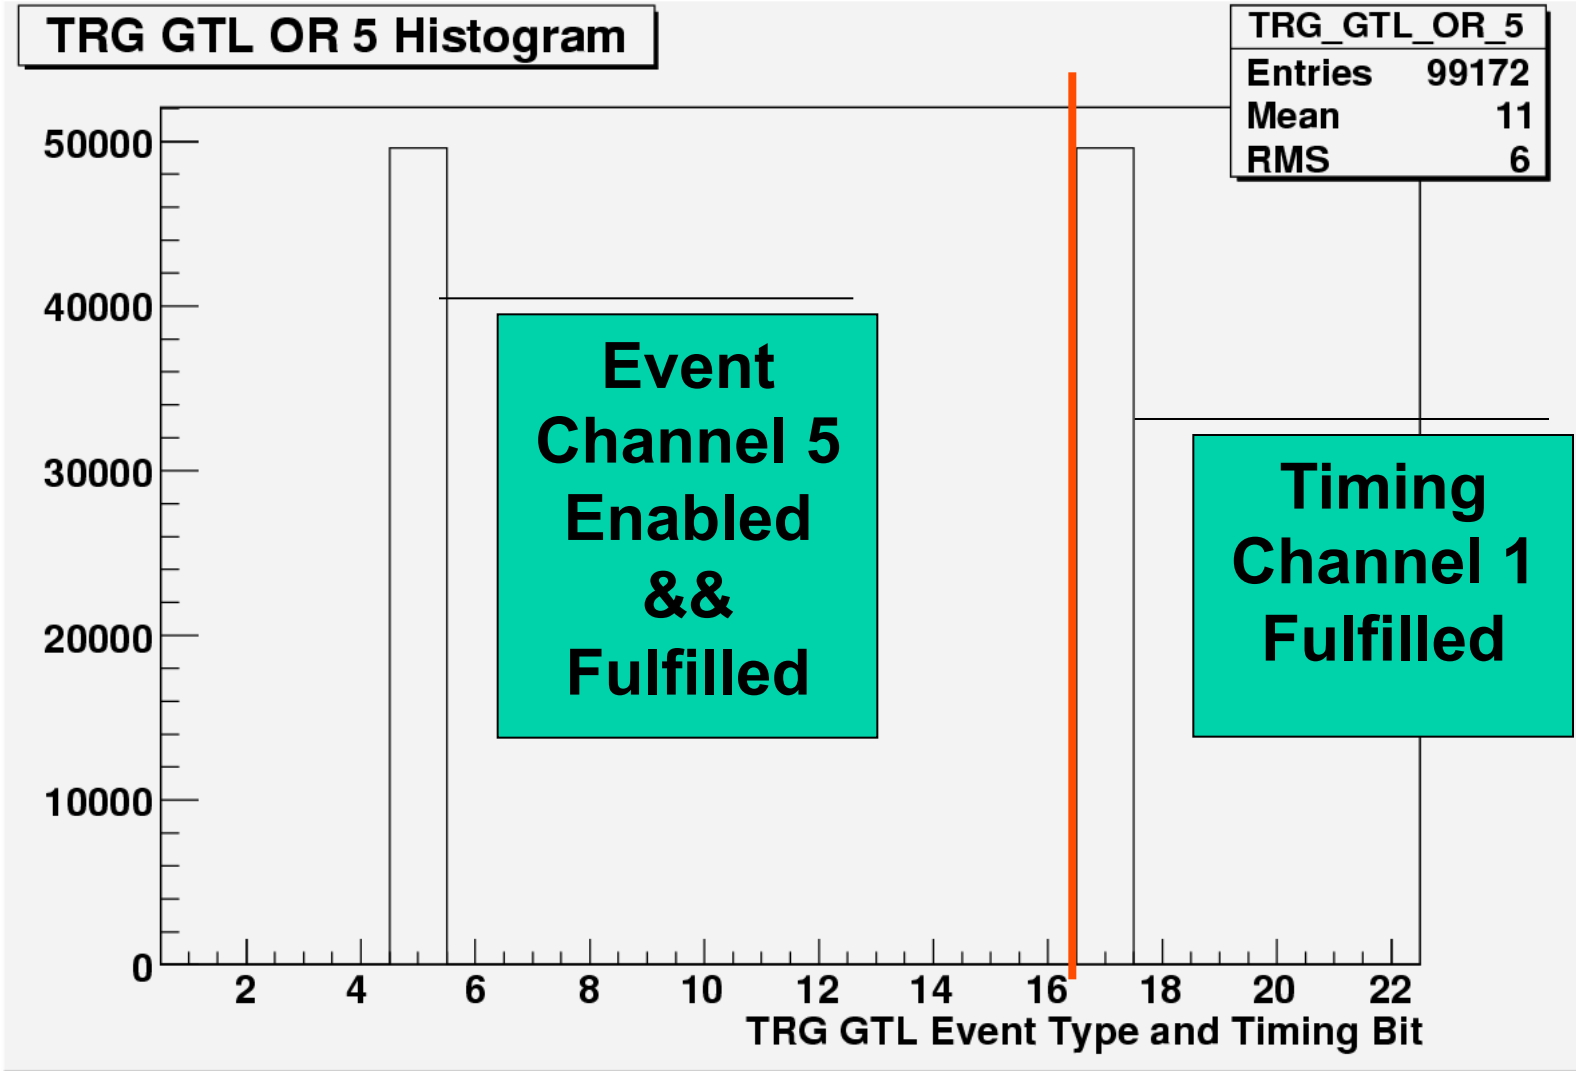 TRG GTL OR 5 Histogram
TRG_GTL_OR_5
Entries 99172
Mean 11
RMS 6
50000
40000
30000
20000
10000
0
Event
Channel 5
Enabled
&&
Fulfilled
Timing
Channel 1
Fulfilled
2 4 6 8 10 12 14 16 18 20 22
TRG GTL Event Type and Timing Bit